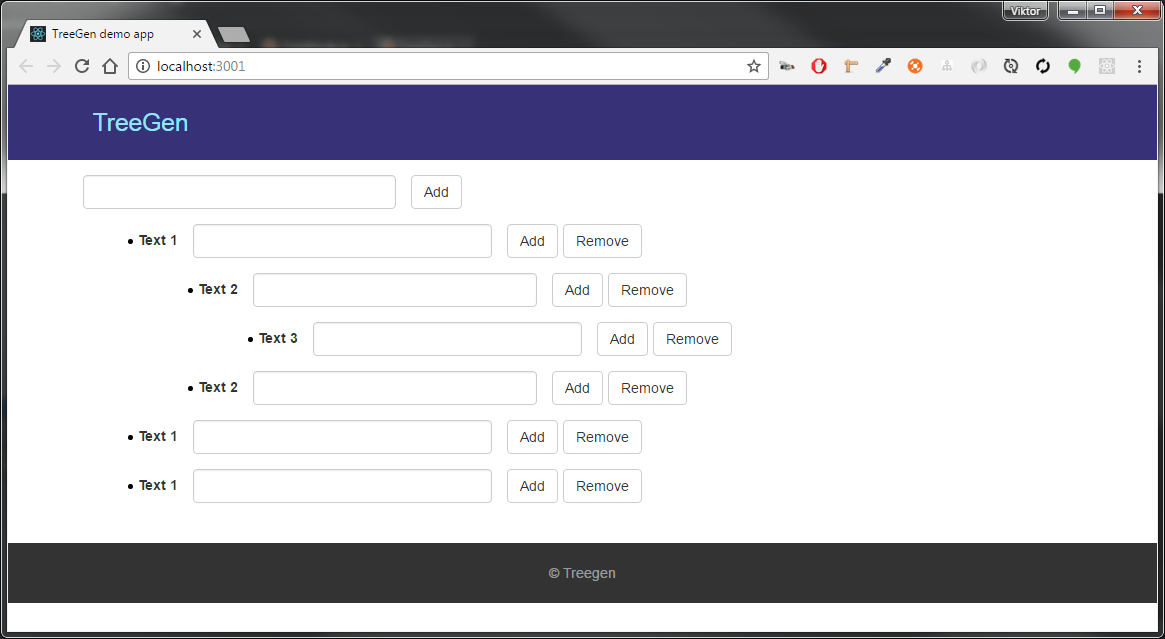 Viktor
TreeGen demo app
localhost:3001
TreeGen
Add
Text 1 Add Remove
Text 2 Add Remove
Text 3 Add Remove
Text 2 Add Remove
Text 1 Add Remove
Text 1 Add Remove
© Treegen